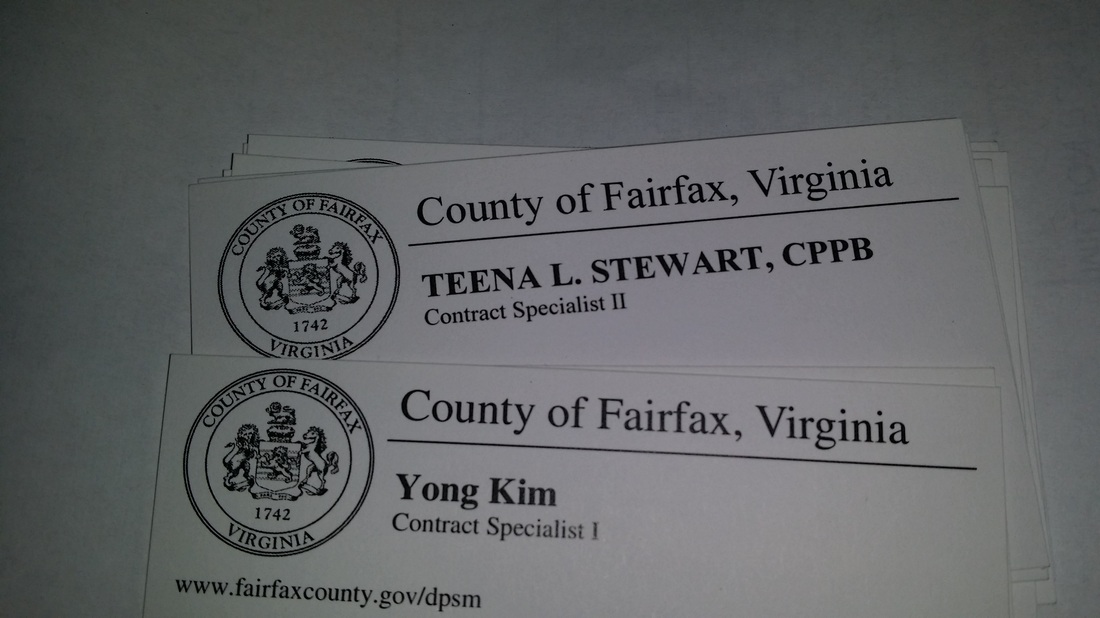 County of Fairfax, Virginia
COUNTY OF FAIRFAX
1742
VIRGINIA
TEENA L. STEWART, CPPB
Contract Specialist II
County of Fairfax, Virginia
COUNTY OF FAIRFAX
1742
VIRGINIA
Yong Kim
Contract Specialist I
www.fairfaxcounty.gov/dpsm